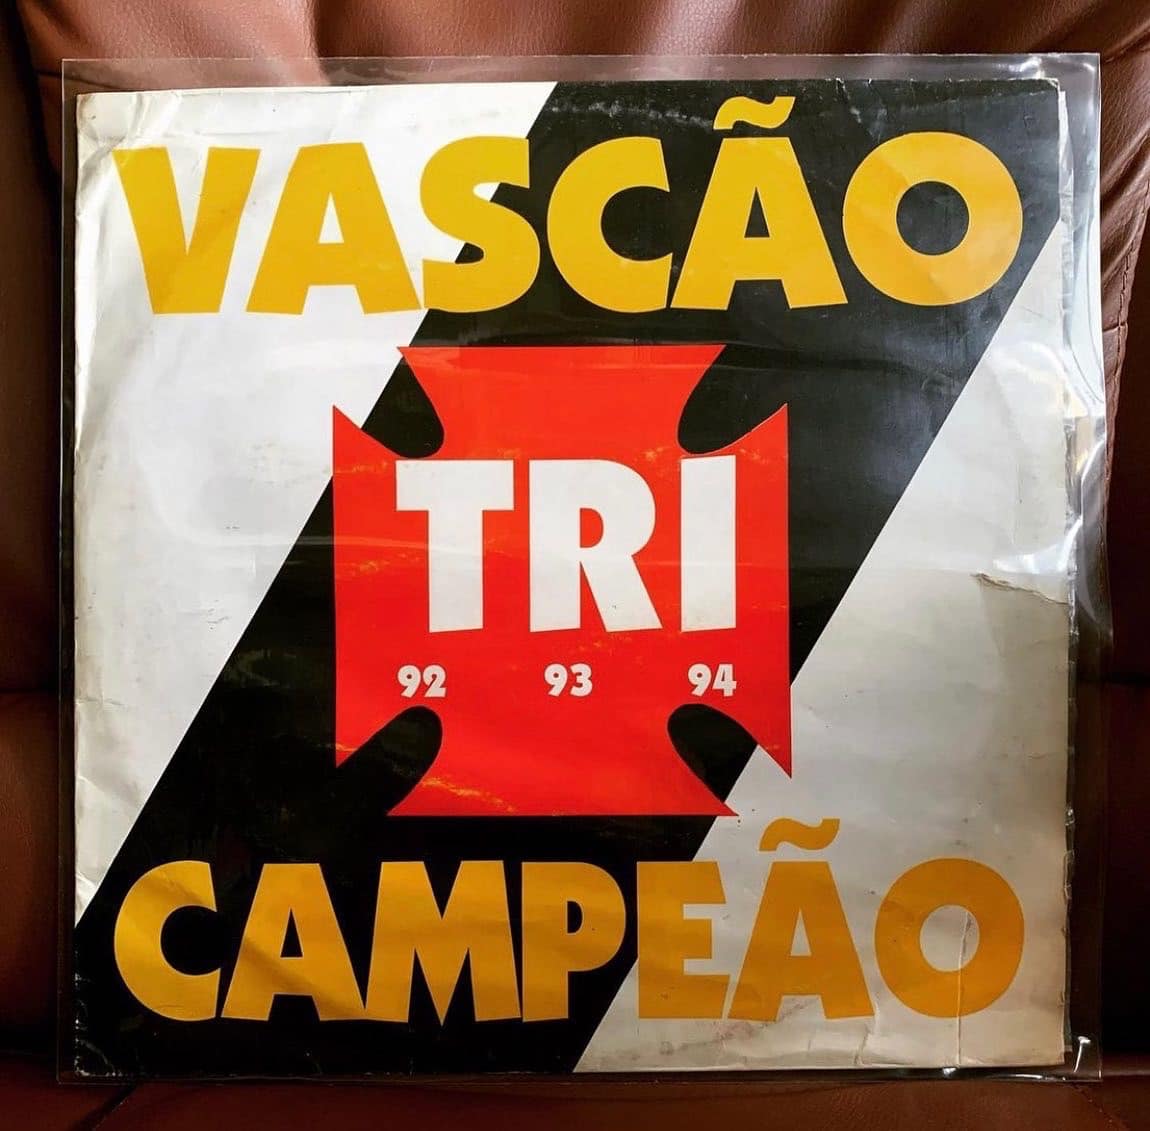 VASCÃO
TRI
92 93 94
CAMPEÃO